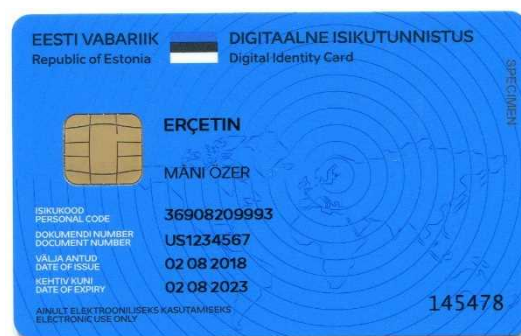 EESTI VABARIIK
Republic of Estonia
DIGITAALNE ISIKUTUNNISTUS
Digital Identity Card
SPECIMEN
ERÇETIN
MÂNI ÖZER
ISIKUKOOD
PERSONAL CODE
36908209993
DOKUMENDI NUMBER
DOCUMENT NUMBER
US1234567
VÄLJA ANTUD
DATE OF ISSUE
02 08 2018
KEHTIV KUNI
DATE OF EXPIRY
02 08 2023
AINULT ELEKTROONILISEKS KASUTAMISEKS
ELECTRONIC USE ONLY
145478